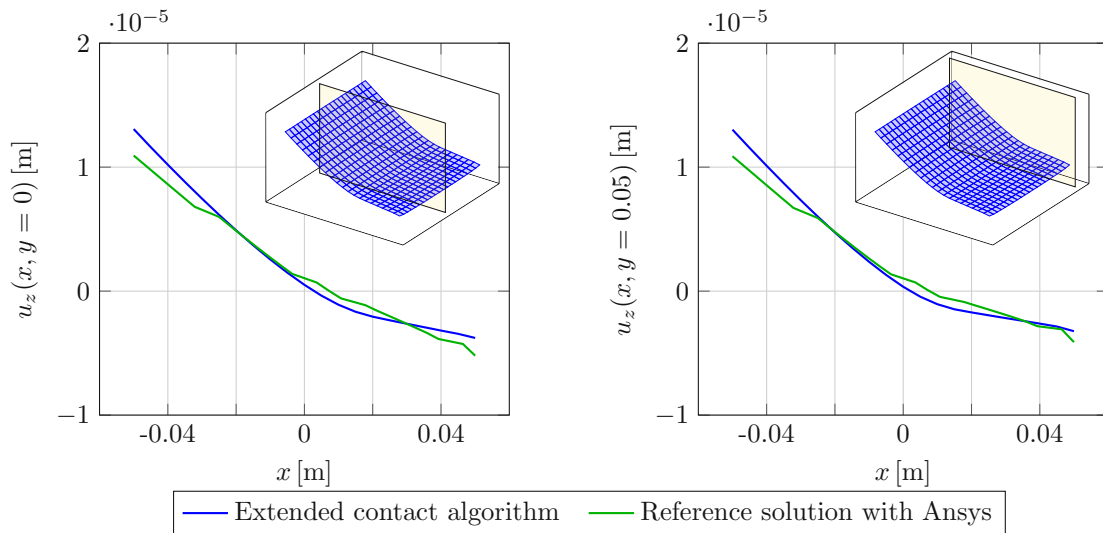 ·10⁻⁵
2
1
0
−1
-0.04
0
0.04
x [m]
u_z(x, y = 0) [m]
·10⁻⁵
2
1
0
−1
-0.04
0
0.04
x [m]
u_z(x, y = 0.05) [m]
Extended contact algorithm
Reference solution with Ansys